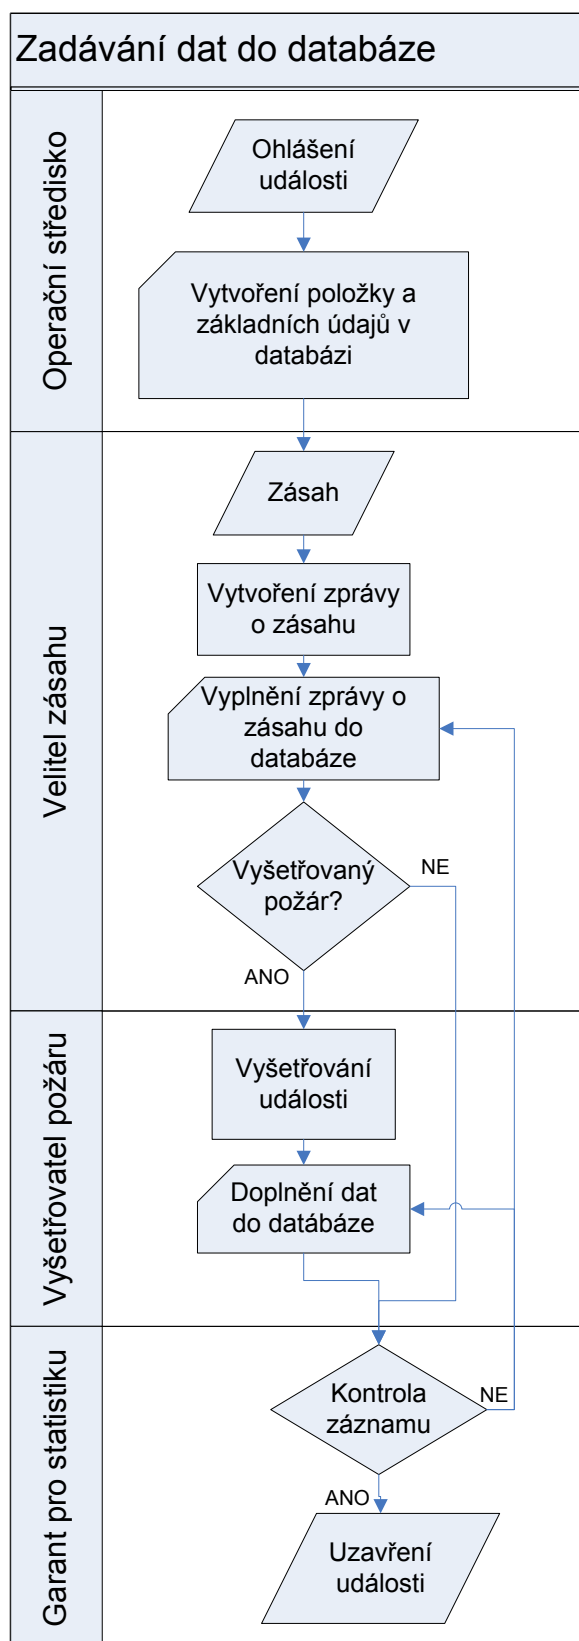 Zadávání dat do databáze
Operační středisko
Ohlášení
události
Vytvoření položky a
základních údajů v
databázi
Velitel zásahu
Zásah
Vytvoření zprávy
o zásahu
Vyplnění zprávy o
zásahu do
databáze
Vyšetřovaný
požár?
NE
ANO
Vyšetřovatel požáru
Vyšetřování
události
Doplnění dat
do datábáze
Garant pro statistiku
Kontrola
záznamu
NE
ANO
Uzavření
události